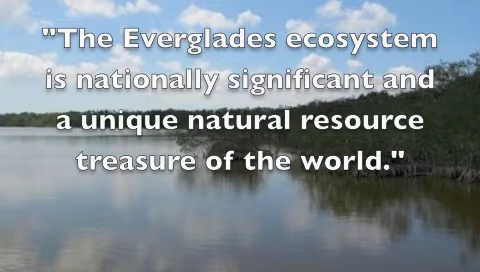 "The Everglades ecosystem
is nationally significant and
a unique natural resource
treasure of the world."